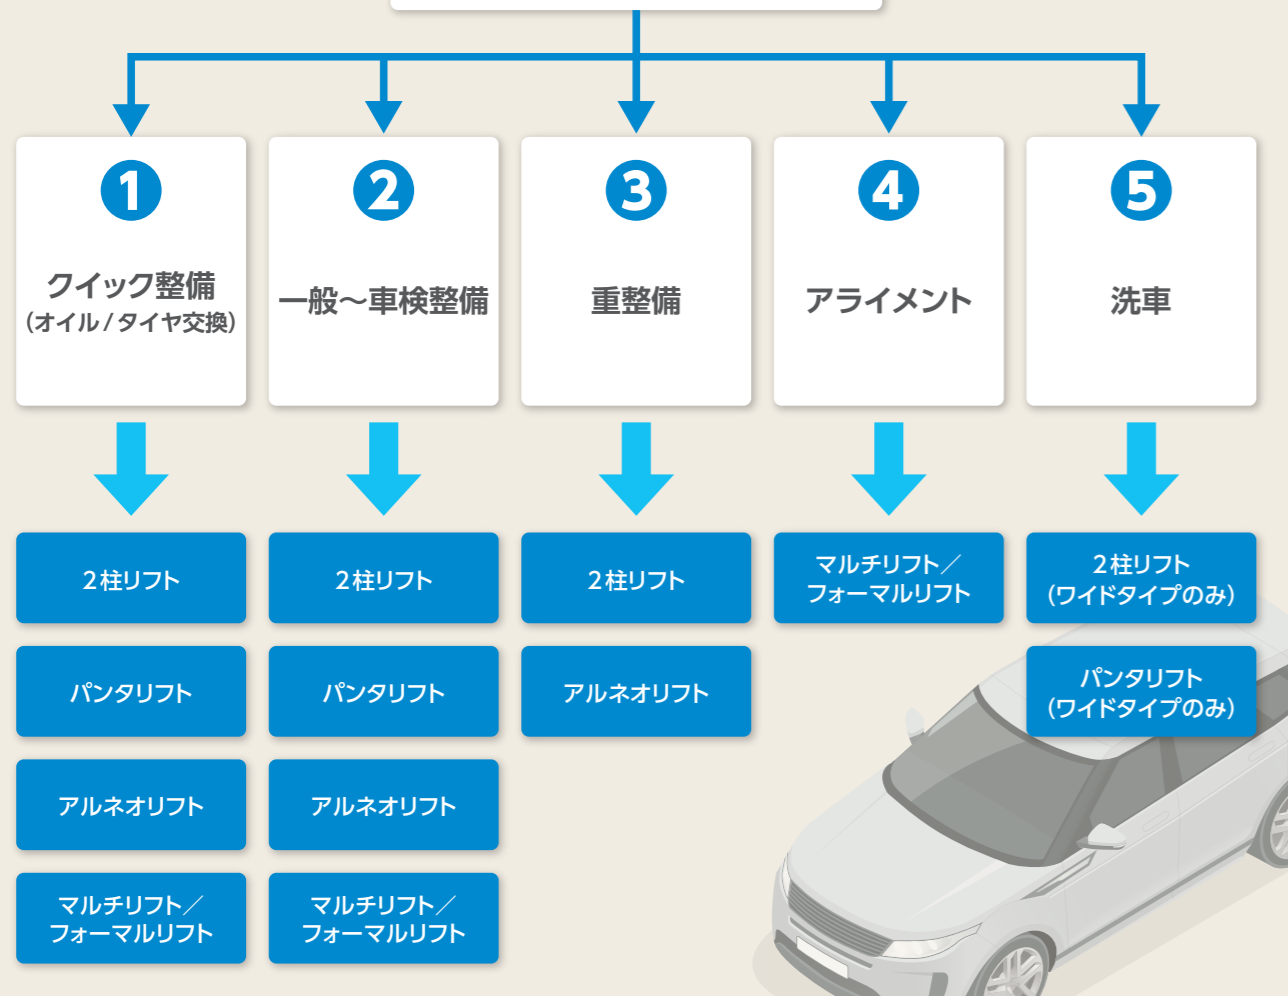 1
クイック整備
(オイル/タイヤ交換)
2柱リフト
パンタリフト
アルネオリフト
マルチリフト／
フォーマルリフト
2
一般～車検整備
2柱リフト
パンタリフト
アルネオリフト
マルチリフト／
フォーマルリフト
3
重整備
2柱リフト
アルネオリフト
4
アライメント
マルチリフト／
フォーマルリフト
5
洗車
2柱リフト
(ワイドタイプのみ)
パンタリフト
(ワイドタイプのみ)